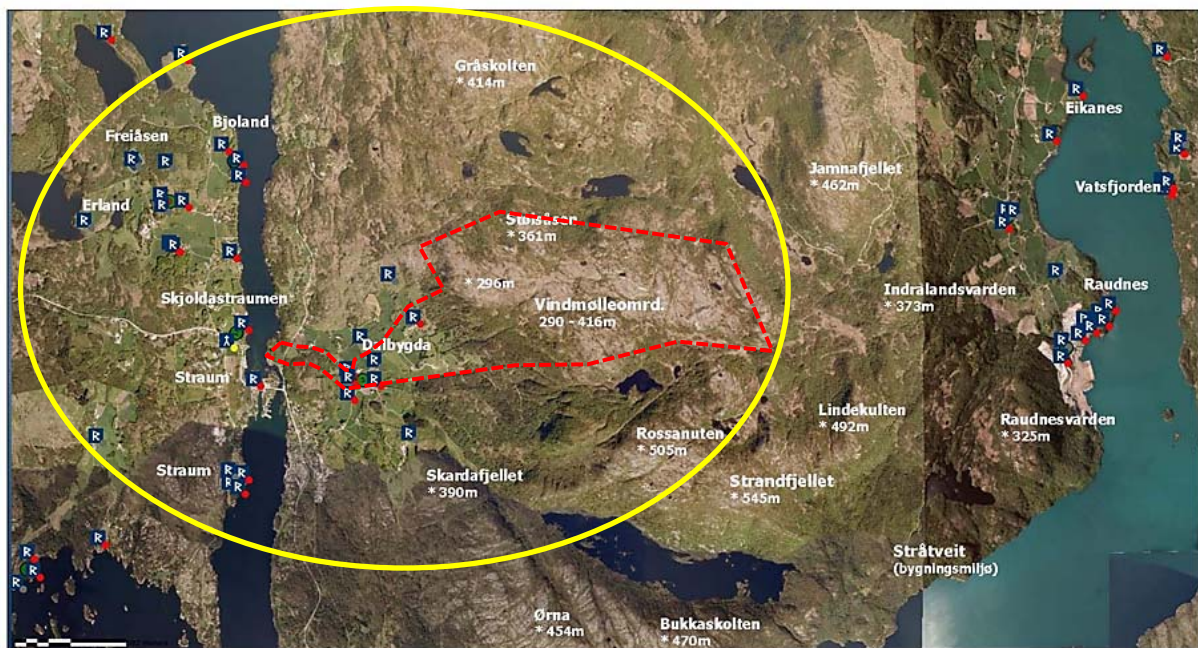 Gråskolten
* 414m
Eikanes
Bjoland
Freiåsen
Jamnafjellet
* 462m
Vatsfjorden
Erland
Stølsåsen
* 361m
* 296m
Indralandsvarden
* 373m
Raudnes
Skjoldastraumen
Vindmølleomrd.
290 - 416m
Dalbygda
Straum
Lindekulten
* 492m
Raudnesvarden
* 325m
Rossanuten
* 505m
Straum
Skardafjellet
* 390m
Strandfjellet
* 545m
Stråtveit
(bygningsmiljø)
Ørna
* 454m
Bukkaskolten
* 470m